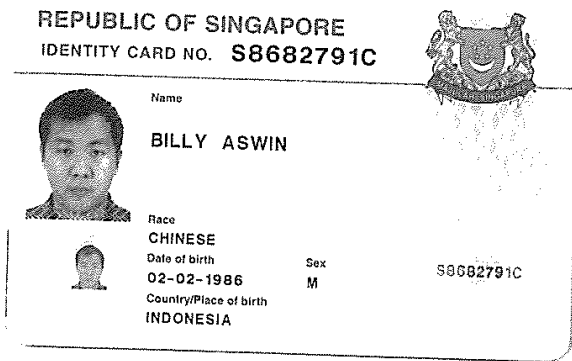 REPUBLIC OF SINGAPORE
IDENTITY CARD NO. S8682791C
Name
BILLY ASWIN
Race
CHINESE
Date of birth Sex
02-02-1986 M S8682791C
Country/Place of birth
INDONESIA